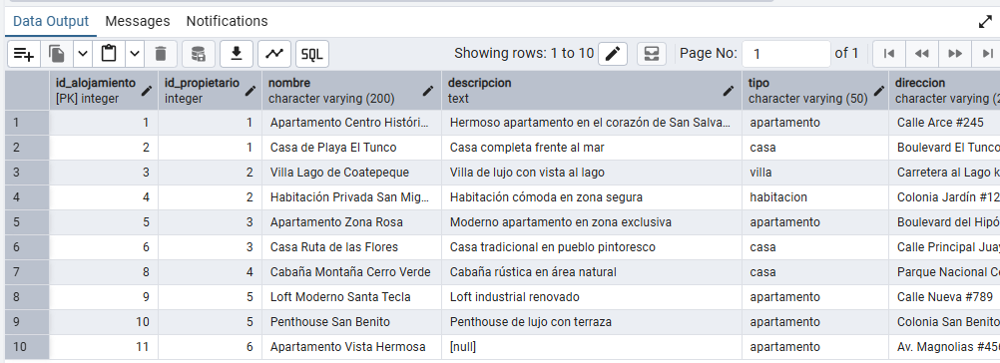 Data Output Messages Notifications
SQL Showing rows: 1 to 10 Page No: 1 of 1
id_alojamiento id_propietario nombre descripcion tipo direccion
[PK] integer integer character varying (200) text character varying (50) character varying (2
1 1 1 Apartamento Centro Históri... Hermoso apartamento en el corazón de San Salva... apartamento Calle Arce #245
2 2 1 Casa de Playa El Tunco Casa completa frente al mar casa Boulevard El Tunco
3 3 2 Villa Lago de Coatepeque Villa de lujo con vista al lago villa Carretera al Lago k
4 4 2 Habitación Privada San Mig... Habitación cómoda en zona segura habitacion Colonia Jardín #12
5 5 3 Apartamento Zona Rosa Moderno apartamento en zona exclusiva apartamento Boulevard del Hipó
6 6 3 Casa Ruta de las Flores Casa tradicional en pueblo pintoresco casa Calle Principal Juay
7 8 4 Cabaña Montaña Cerro Verde Cabaña rústica en área natural casa Parque Nacional C
8 9 5 Loft Moderno Santa Tecla Loft industrial renovado apartamento Calle Nueva #789
9 10 5 Penthouse San Benito Penthouse de lujo con terraza apartamento Colonia San Benito
10 11 6 Apartamento Vista Hermosa [null] apartamento Av. Magnolias #456